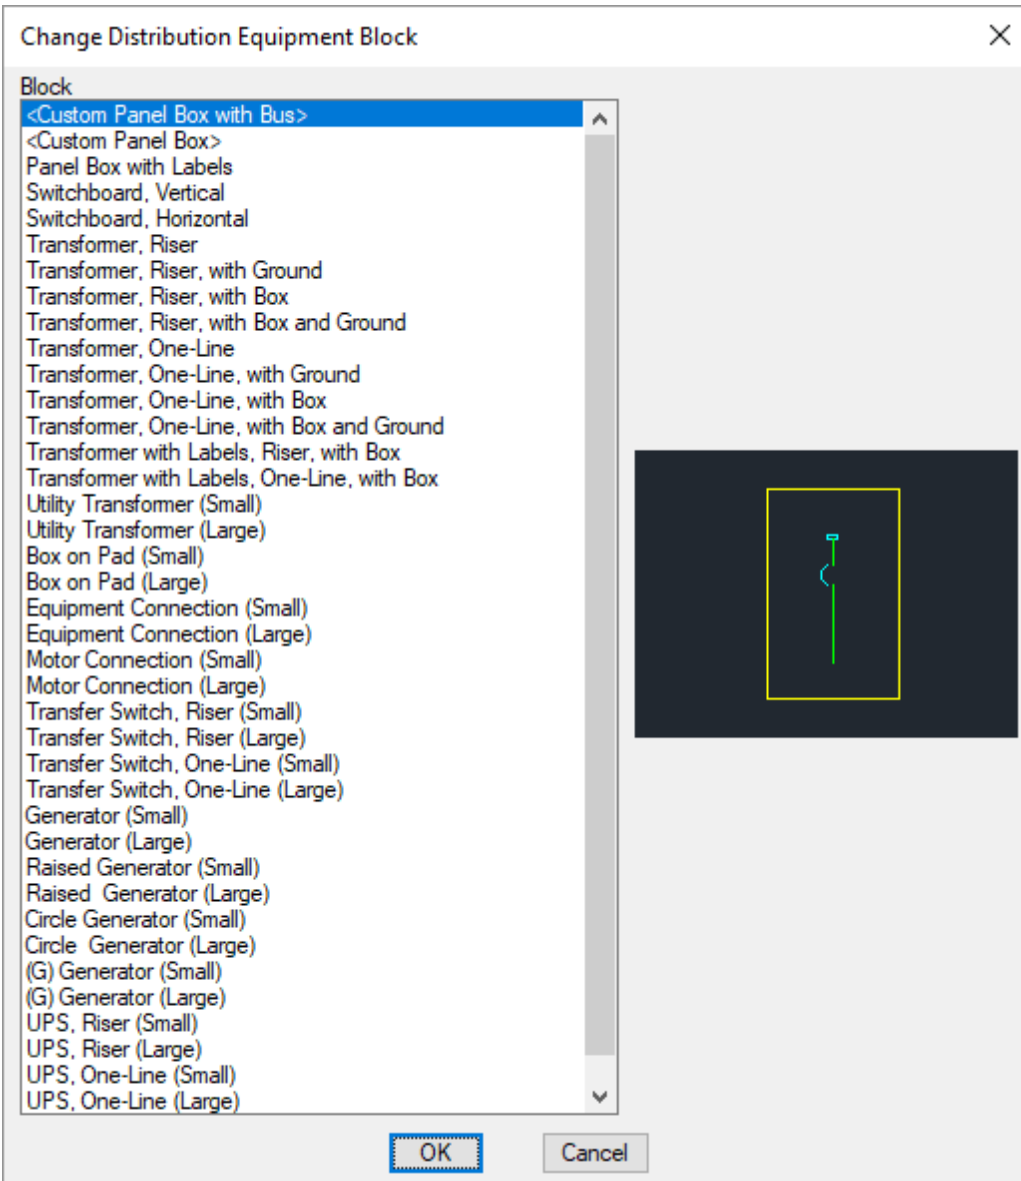 Change Distribution Equipment Block
Block
<Custom Panel Box with Bus>
<Custom Panel Box>
Panel Box with Labels
Switchboard, Vertical
Switchboard, Horizontal
Transformer, Riser
Transformer, Riser, with Ground
Transformer, Riser, with Box
Transformer, Riser, with Box and Ground
Transformer, One-Line
Transformer, One-Line, with Ground
Transformer, One-Line, with Box
Transformer, One-Line, with Box and Ground
Transformer with Labels, Riser, with Box
Transformer with Labels, One-Line, with Box
Utility Transformer (Small)
Utility Transformer (Large)
Box on Pad (Small)
Box on Pad (Large)
Equipment Connection (Small)
Equipment Connection (Large)
Motor Connection (Small)
Motor Connection (Large)
Transfer Switch, Riser (Small)
Transfer Switch, Riser (Large)
Transfer Switch, One-Line (Small)
Transfer Switch, One-Line (Large)
Generator (Small)
Generator (Large)
Raised Generator (Small)
Raised  Generator (Large)
Circle Generator (Small)
Circle  Generator (Large)
(G) Generator (Small)
(G) Generator (Large)
UPS, Riser (Small)
UPS, Riser (Large)
UPS, One-Line (Small)
UPS, One-Line (Large)
OK
Cancel